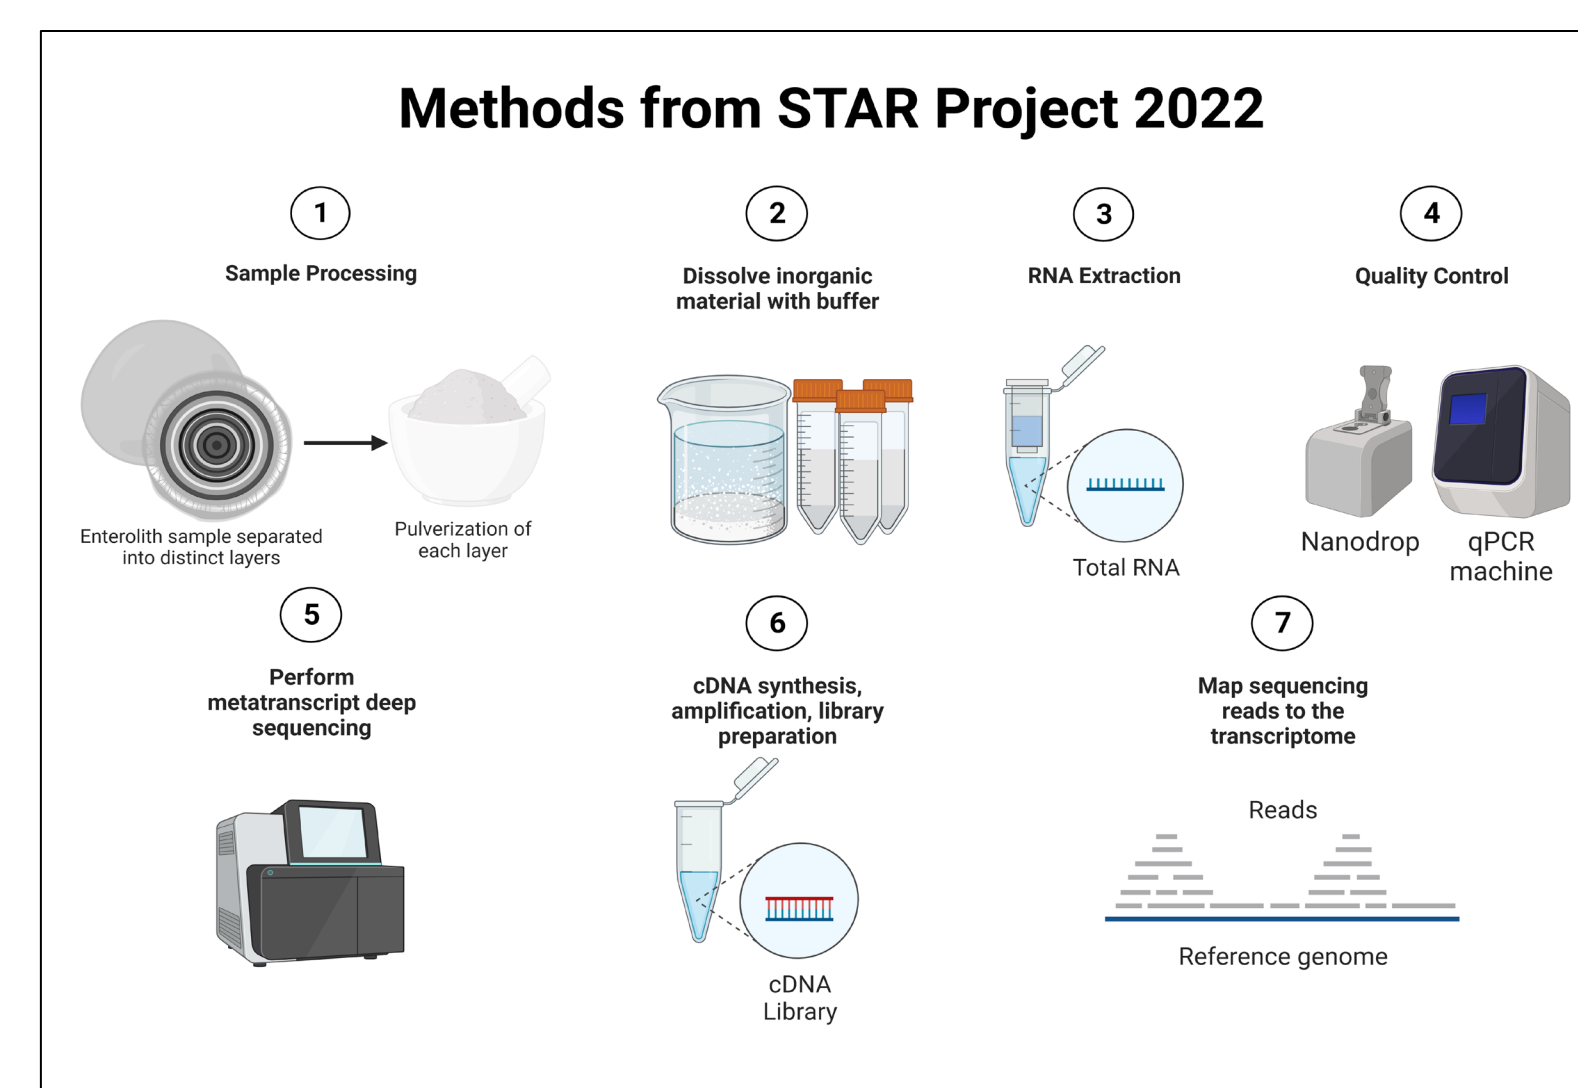 Methods from STAR Project 2022
1
Sample Processing
Enterolith sample separated
into distinct layers
Pulverization of
each layer
2
Dissolve inorganic
material with buffer
3
RNA Extraction
Total RNA
4
Quality Control
Nanodrop
qPCR
machine
5
Perform
metatranscript deep
sequencing
6
cDNA synthesis,
amplification, library
preparation
cDNA
Library
7
Map sequencing
reads to the
transcriptome
Reads
Reference genome